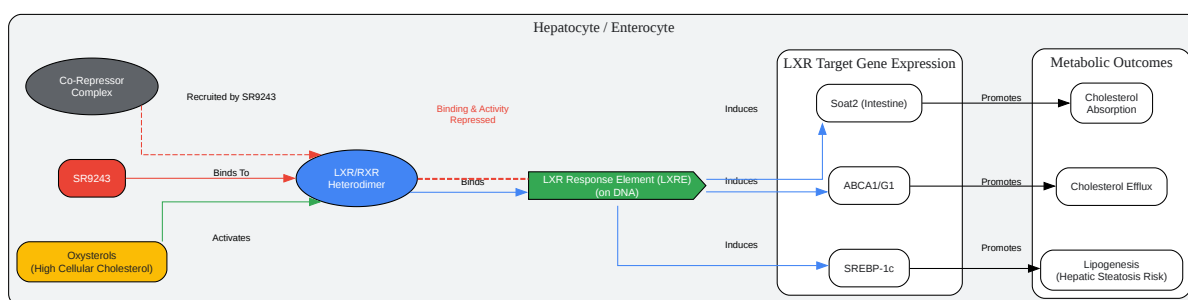 Hepatocyte / Enterocyte
LXR Target Gene Expression
Metabolic Outcomes
Co-Repressor
Complex
Recruited by SR9243
Binding & Activity
Repressed
Induces
Soat2 (Intestine)
Promotes
Cholesterol
Absorption
SR9243
Binds To
LXR/RXR
Heterodimer
Binds
LXR Response Element (LXRE)
(on DNA)
Induces
ABCA1/G1
Promotes
Cholesterol Efflux
Activates
Oxysterols
(High Cellular Cholesterol)
Induces
SREBP-1c
Promotes
Lipogenesis
(Hepatic Steatosis Risk)